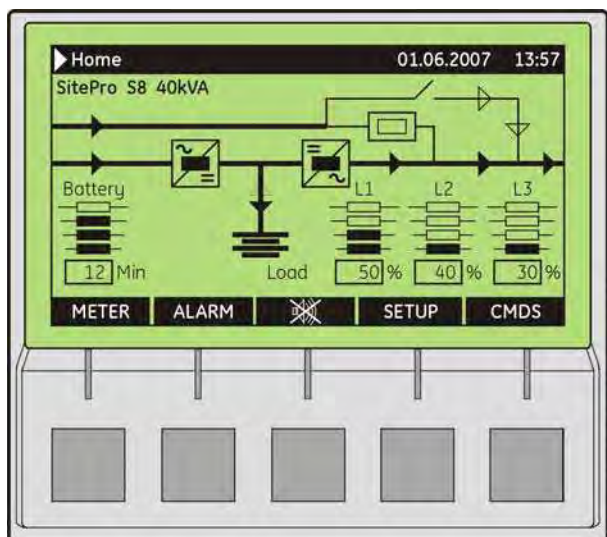 Home 01.06.2007 13:57
SitePro S8 40kVA
Battery L1 L2 L3
12 Min Load 50 % 40 % 30 %
METER ALARM SETUP CMDS